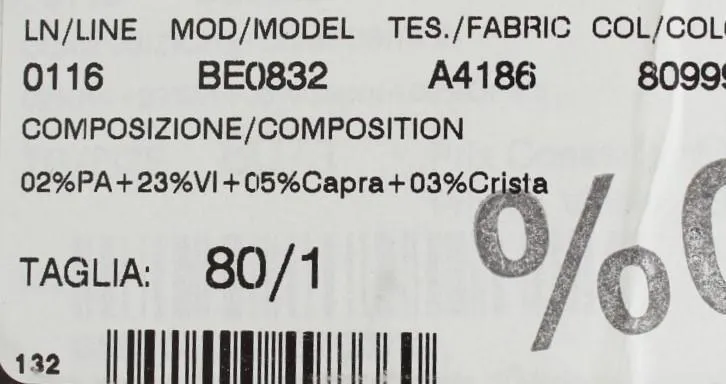 LN/LINE MOD/MODEL TES./FABRIC COL/COL
0116 BE0832 A4186 8099
COMPOSIZIONE/COMPOSITION
02%PA+23%VI+05%Capra+03%Crista
%
TAGLIA: 80/1
132